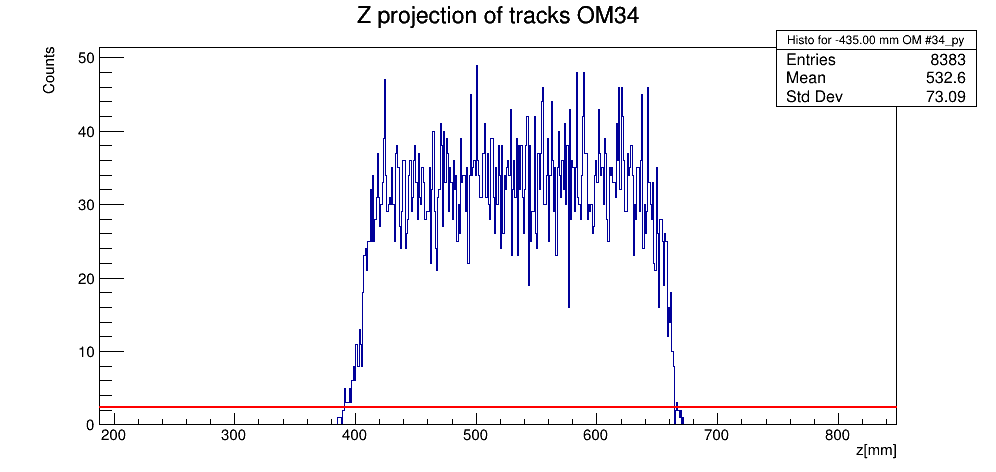 Z projection of tracks OM34
Histo for -435.00 mm OM #34_py
Entries 8383
Mean 532.6
Std Dev 73.09
Counts
50
40
30
20
10
0
200 300 400 500 600 700 800
z[mm]